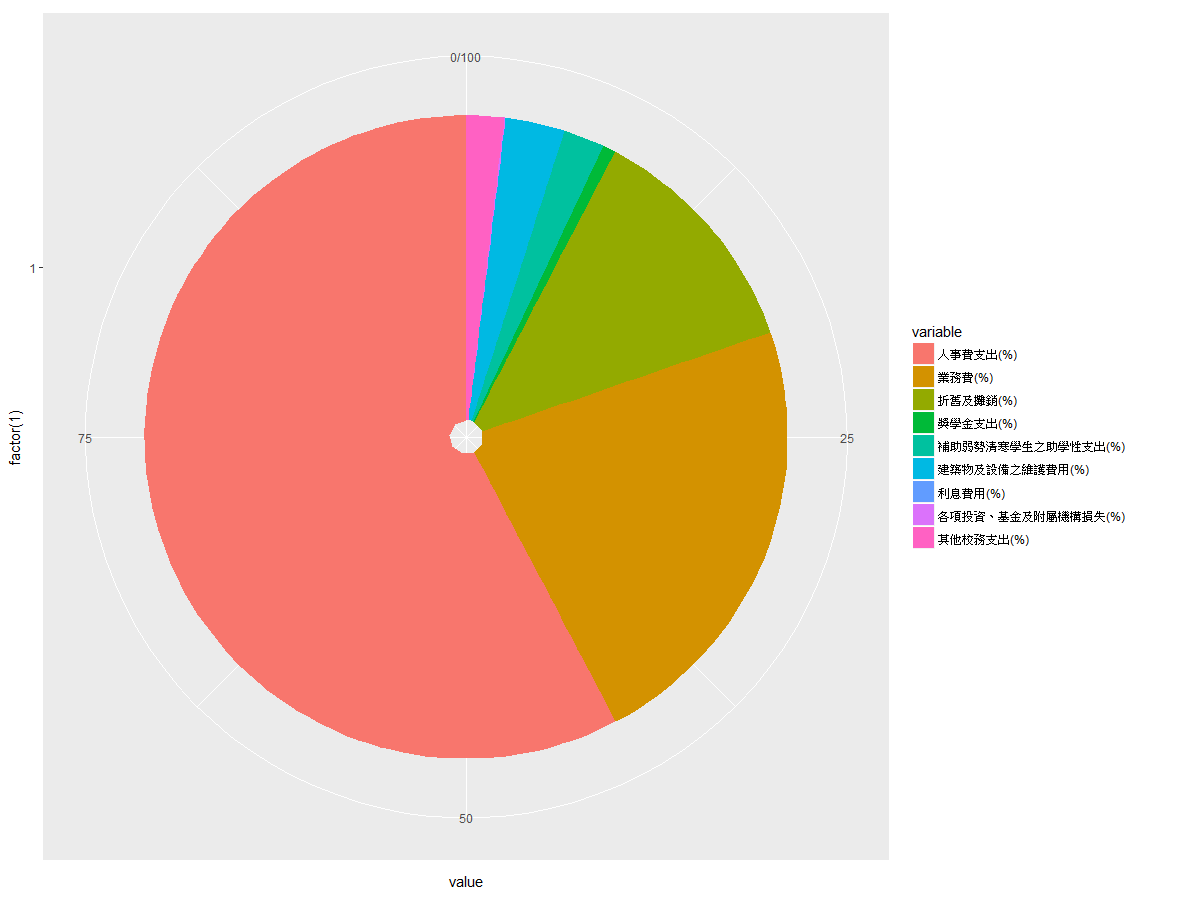 0/100
1
75
25
50
factor(1)
value
variable
人事費支出(%)
業務費(%)
折舊及攤銷(%)
獎學金支出(%)
補助弱勢清寒學生之助學性支出(%)
建築物及設備之維護費用(%)
利息費用(%)
各項投資、基金及附屬機構損失(%)
其他校務支出(%)